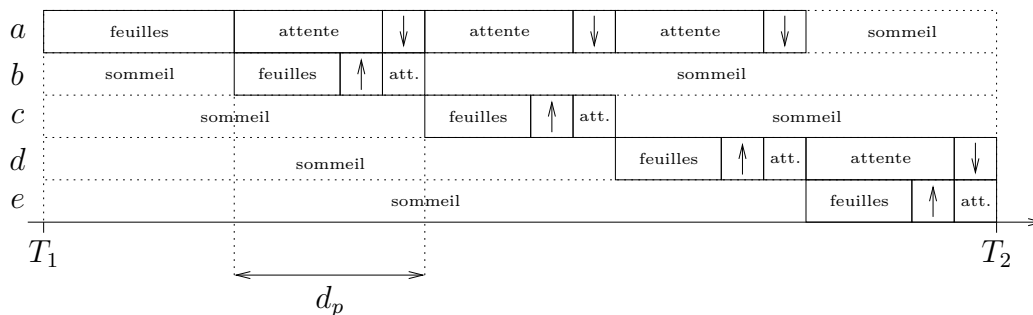 a feuilles attente ↓ attente ↓ attente ↓ sommeil
b sommeil feuilles ↑ att. sommeil
c sommeil feuilles ↑ att. sommeil
d sommeil feuilles ↑ att. attente ↓
e sommeil feuilles ↑ att.
T₁ T₂
dₚ